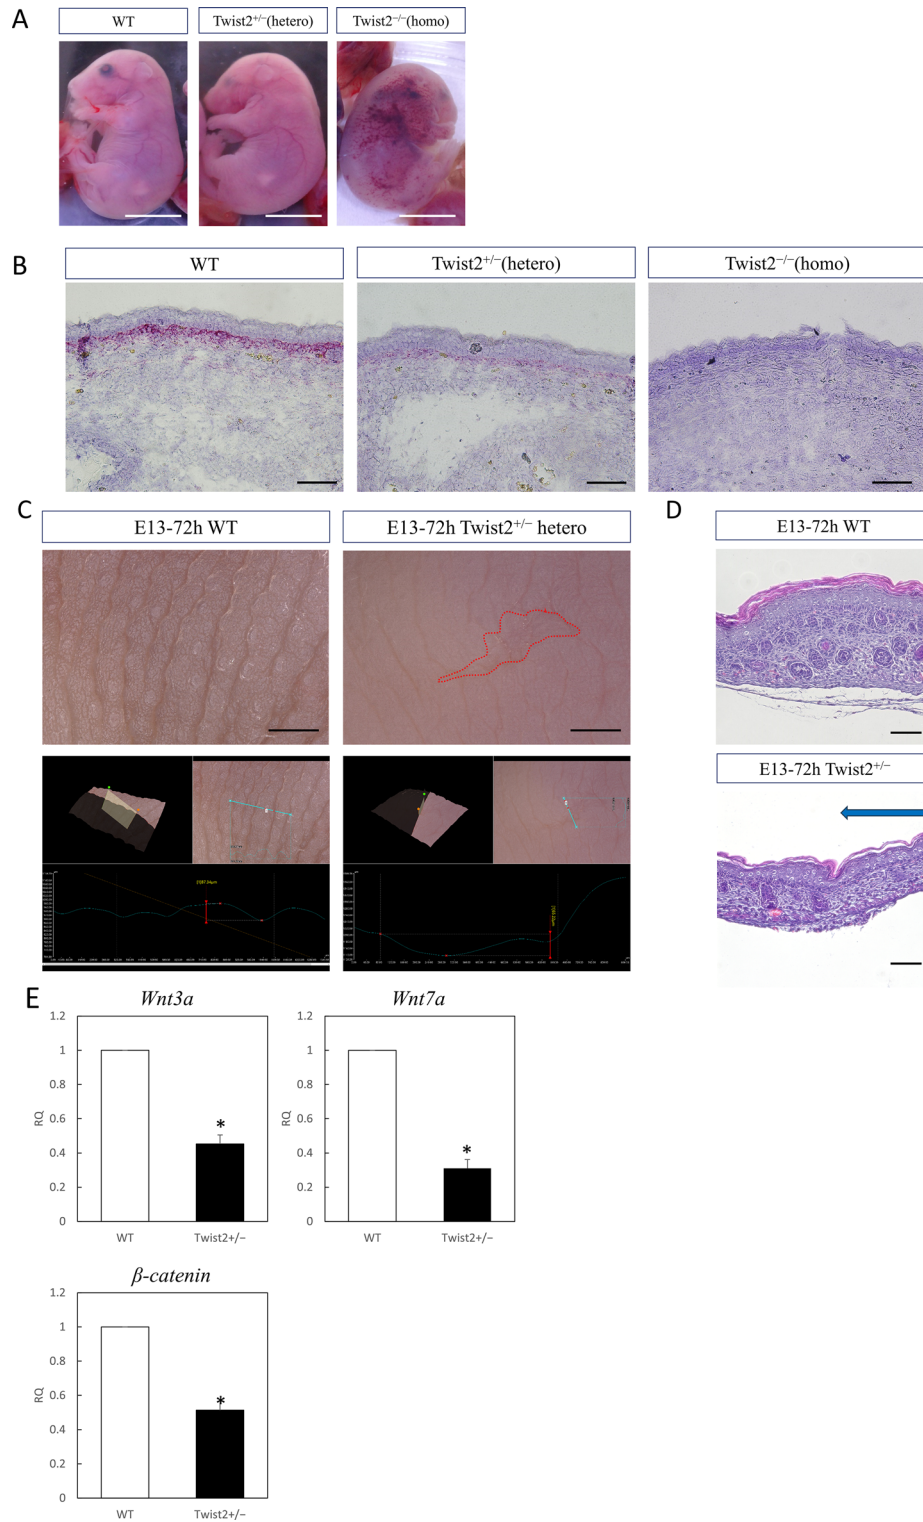 A
WT
Twist2+/−(hetero)
Twist2−/−(homo)
B
WT
Twist2+/−(hetero)
Twist2−/−(homo)
C
E13-72h WT
E13-72h Twist2+/− hetero
D
E13-72h WT
E13-72h Twist2+/−
E
Wnt3a
1.2
1
0.8
0.6
0.4
0.2
0
RQ
*
WT
Twist2+/−
Wnt7a
1.2
1
0.8
0.6
0.4
0.2
0
RQ
*
WT
Twist2+/−
β-catenin
1.2
1
0.8
0.6
0.4
0.2
0
RQ
*
WT
Twist2+/−